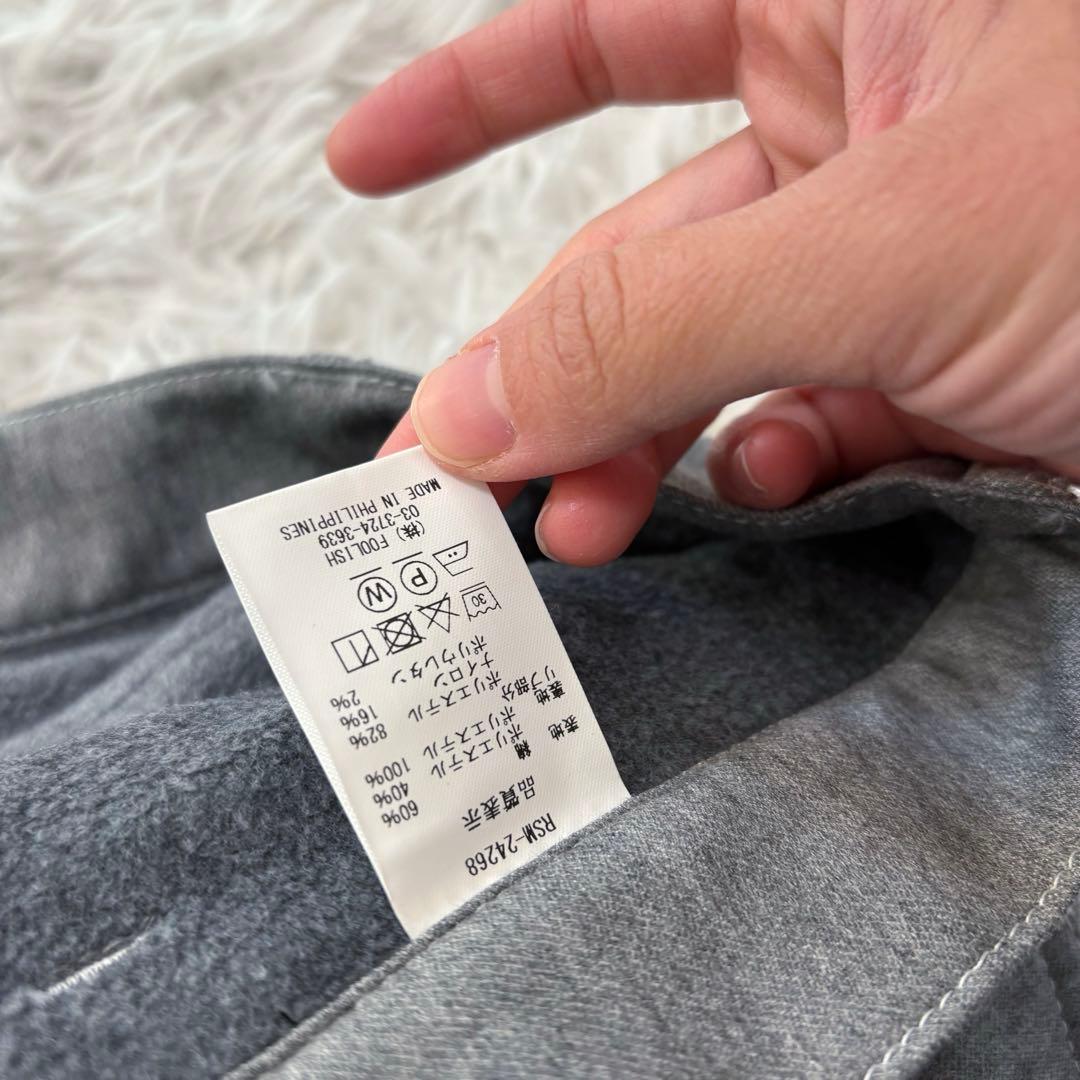 RSM-24268
品質表示
表地 綿 60%
ポリエステル 40%
裏地 ポリエステル 100%
リブ部分 ポリエステル 82%
ナイロン 16%
ポリウレタン 2%
30
P W
(株) FOOLISH
03-3724-3639
MADE IN PHILIPPINES